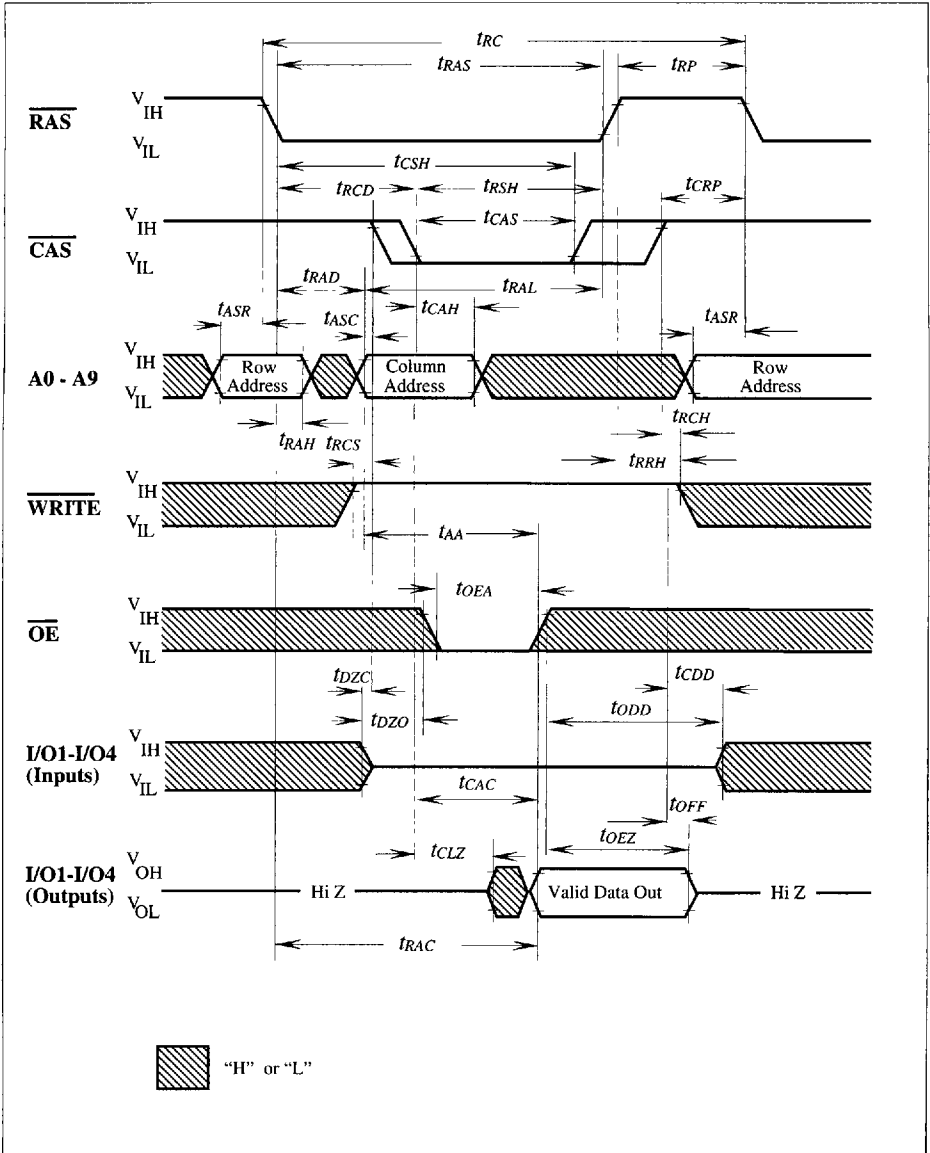 tRC
tRAS
tRP
RAS
VIH
VIL
tCSH
tRCD
tRSH
tCRP
CAS
VIH
VIL
tCAS
tRAD
tRAL
tASR
tASC
tCAH
tASR
A0 - A9
VIH
VIL
Row Address
Column Address
Row Address
tRAH
tRCS
tRCH
tRRH
WRITE
VIH
VIL
tAA
tOEA
OE
VIH
VIL
tDZC
tDZO
tCDD
tODD
I/O1-I/O4
(Inputs)
VIH
VIL
tCAC
tOFF
tCLZ
tOEZ
I/O1-I/O4
(Outputs)
VOH
VOL
Hi Z
Valid Data Out
Hi Z
tRAC
"H" or "L"